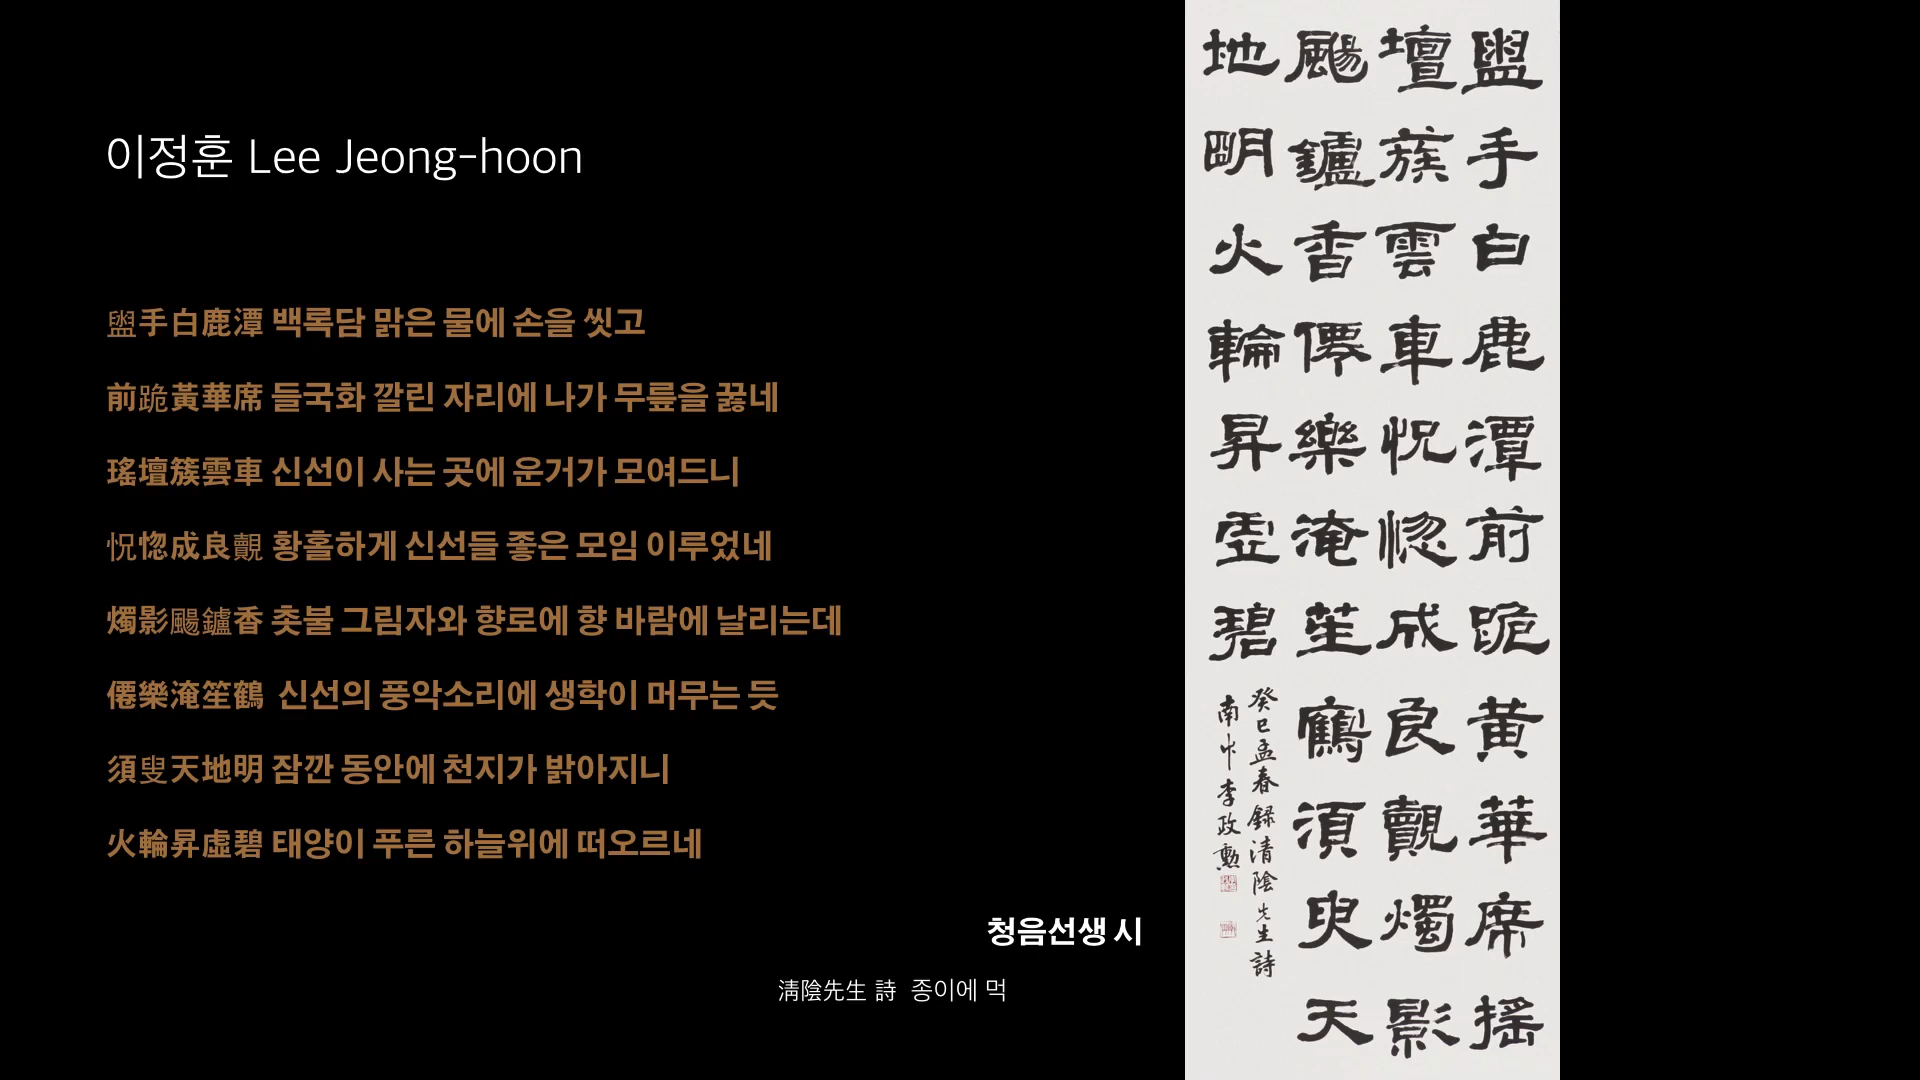 이정훈 Lee Jeong-hoon
盥手白鹿潭 백록담 맑은 물에 손을 씻고
前跪黃華席 들국화 깔린 자리에 나가 무릎을 꿇네
瑤壇簇雲車 신선이 사는 곳에 운거가 모여드니
怳惚成良覿 황홀하게 신선들 좋은 모임 이루었네
燭影颺鑪香 촛불 그림자와 향로에 향 바람에 날리는데
僊樂淹笙鶴 신선의 풍악소리에 생학이 머무는 듯
須叟天地明 잠깐 동안에 천지가 밝아지니
火輪昇虛碧 태양이 푸른 하늘위에 떠오르네
청음선생 시
淸陰先生 詩 종이에 먹
盥手白鹿潭前跪黃華席搖
壇蔟雲車怳惚成良覿燭影
颺鑪香僊樂淹笙鶴須臾天
地明火輪昇虛碧
癸巳孟春録清陰先生詩
南 李政勳